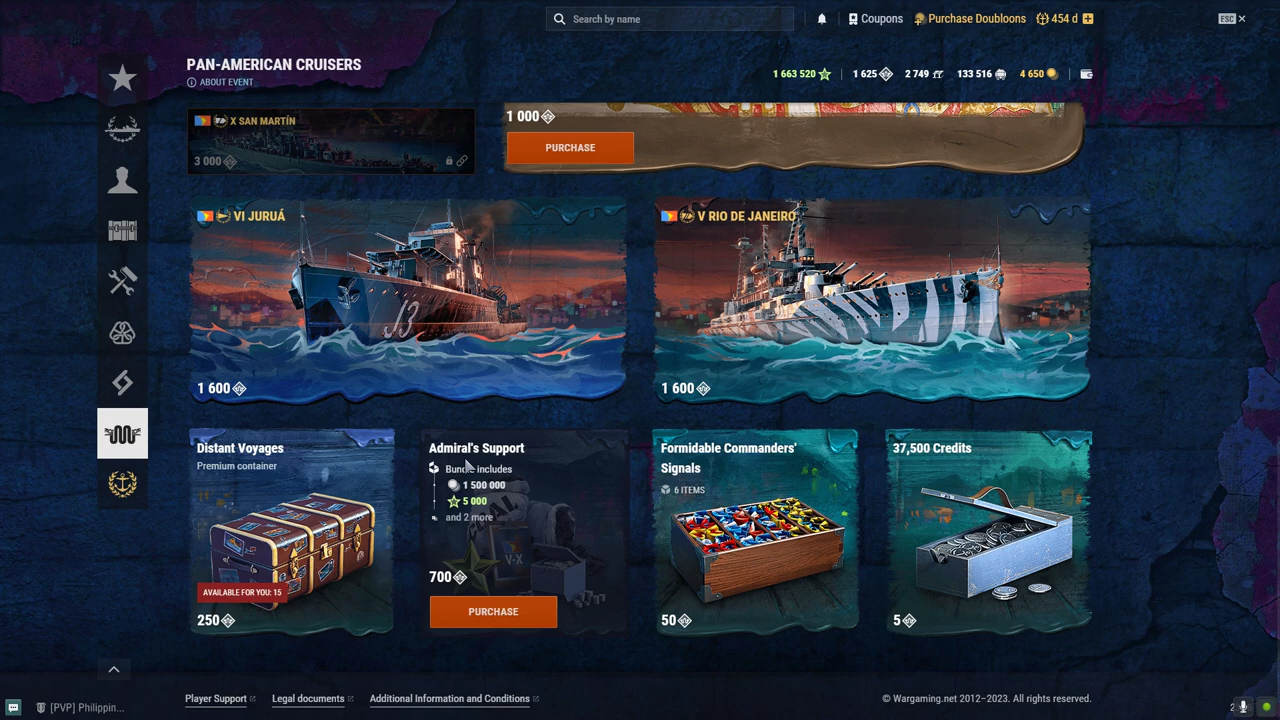 Search by name
Coupons
Purchase Doubloons
454 d
ESC
PAN-AMERICAN CRUISERS
ABOUT EVENT
1 663 520
1 625
2 749
133 516
4 650
X SAN MARTÍN
3 000
1 000
PURCHASE
VI JURUÁ
J3
1 600
V RIO DE JANEIRO
1 600
Distant Voyages
Premium container
AVAILABLE FOR YOU: 15
250
Admiral's Support
Bundle includes
1 500 000
5 000
and 2 more
V-X
700
PURCHASE
Formidable Commanders'
Signals
6 ITEMS
50
37,500 Credits
5
Player Support
Legal documents
Additional Information and Conditions
© Wargaming.net 2012–2023. All rights reserved.
[PVP] Philippin...